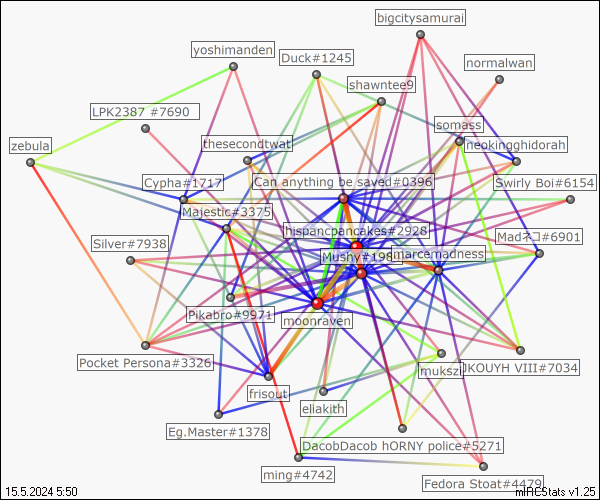 bigcitysamurai
yoshimanden
Duck#1245
normalwan
shawntee9
LPK2387 #7690
somass
zebula
thesecondtwat
neokingghidorah
Cypha#1717
Can anything be saved#0396
Swirly Boi#6154
Majestic#3375
hispancpancakes#2928
Silver#7938
Madネコ#6901
Mushy#198
marcemadness
Pikabro#9971
moonraven
Pocket Persona#3326
JKOUYH VIII#7034
mukszi
frisout
eliakith
Eg.Master#1378
DacobDacob hORNY police#5271
ming#4742
Fedora Stoat#4479
15.5.2024 5:50
mIRCStats v1.25